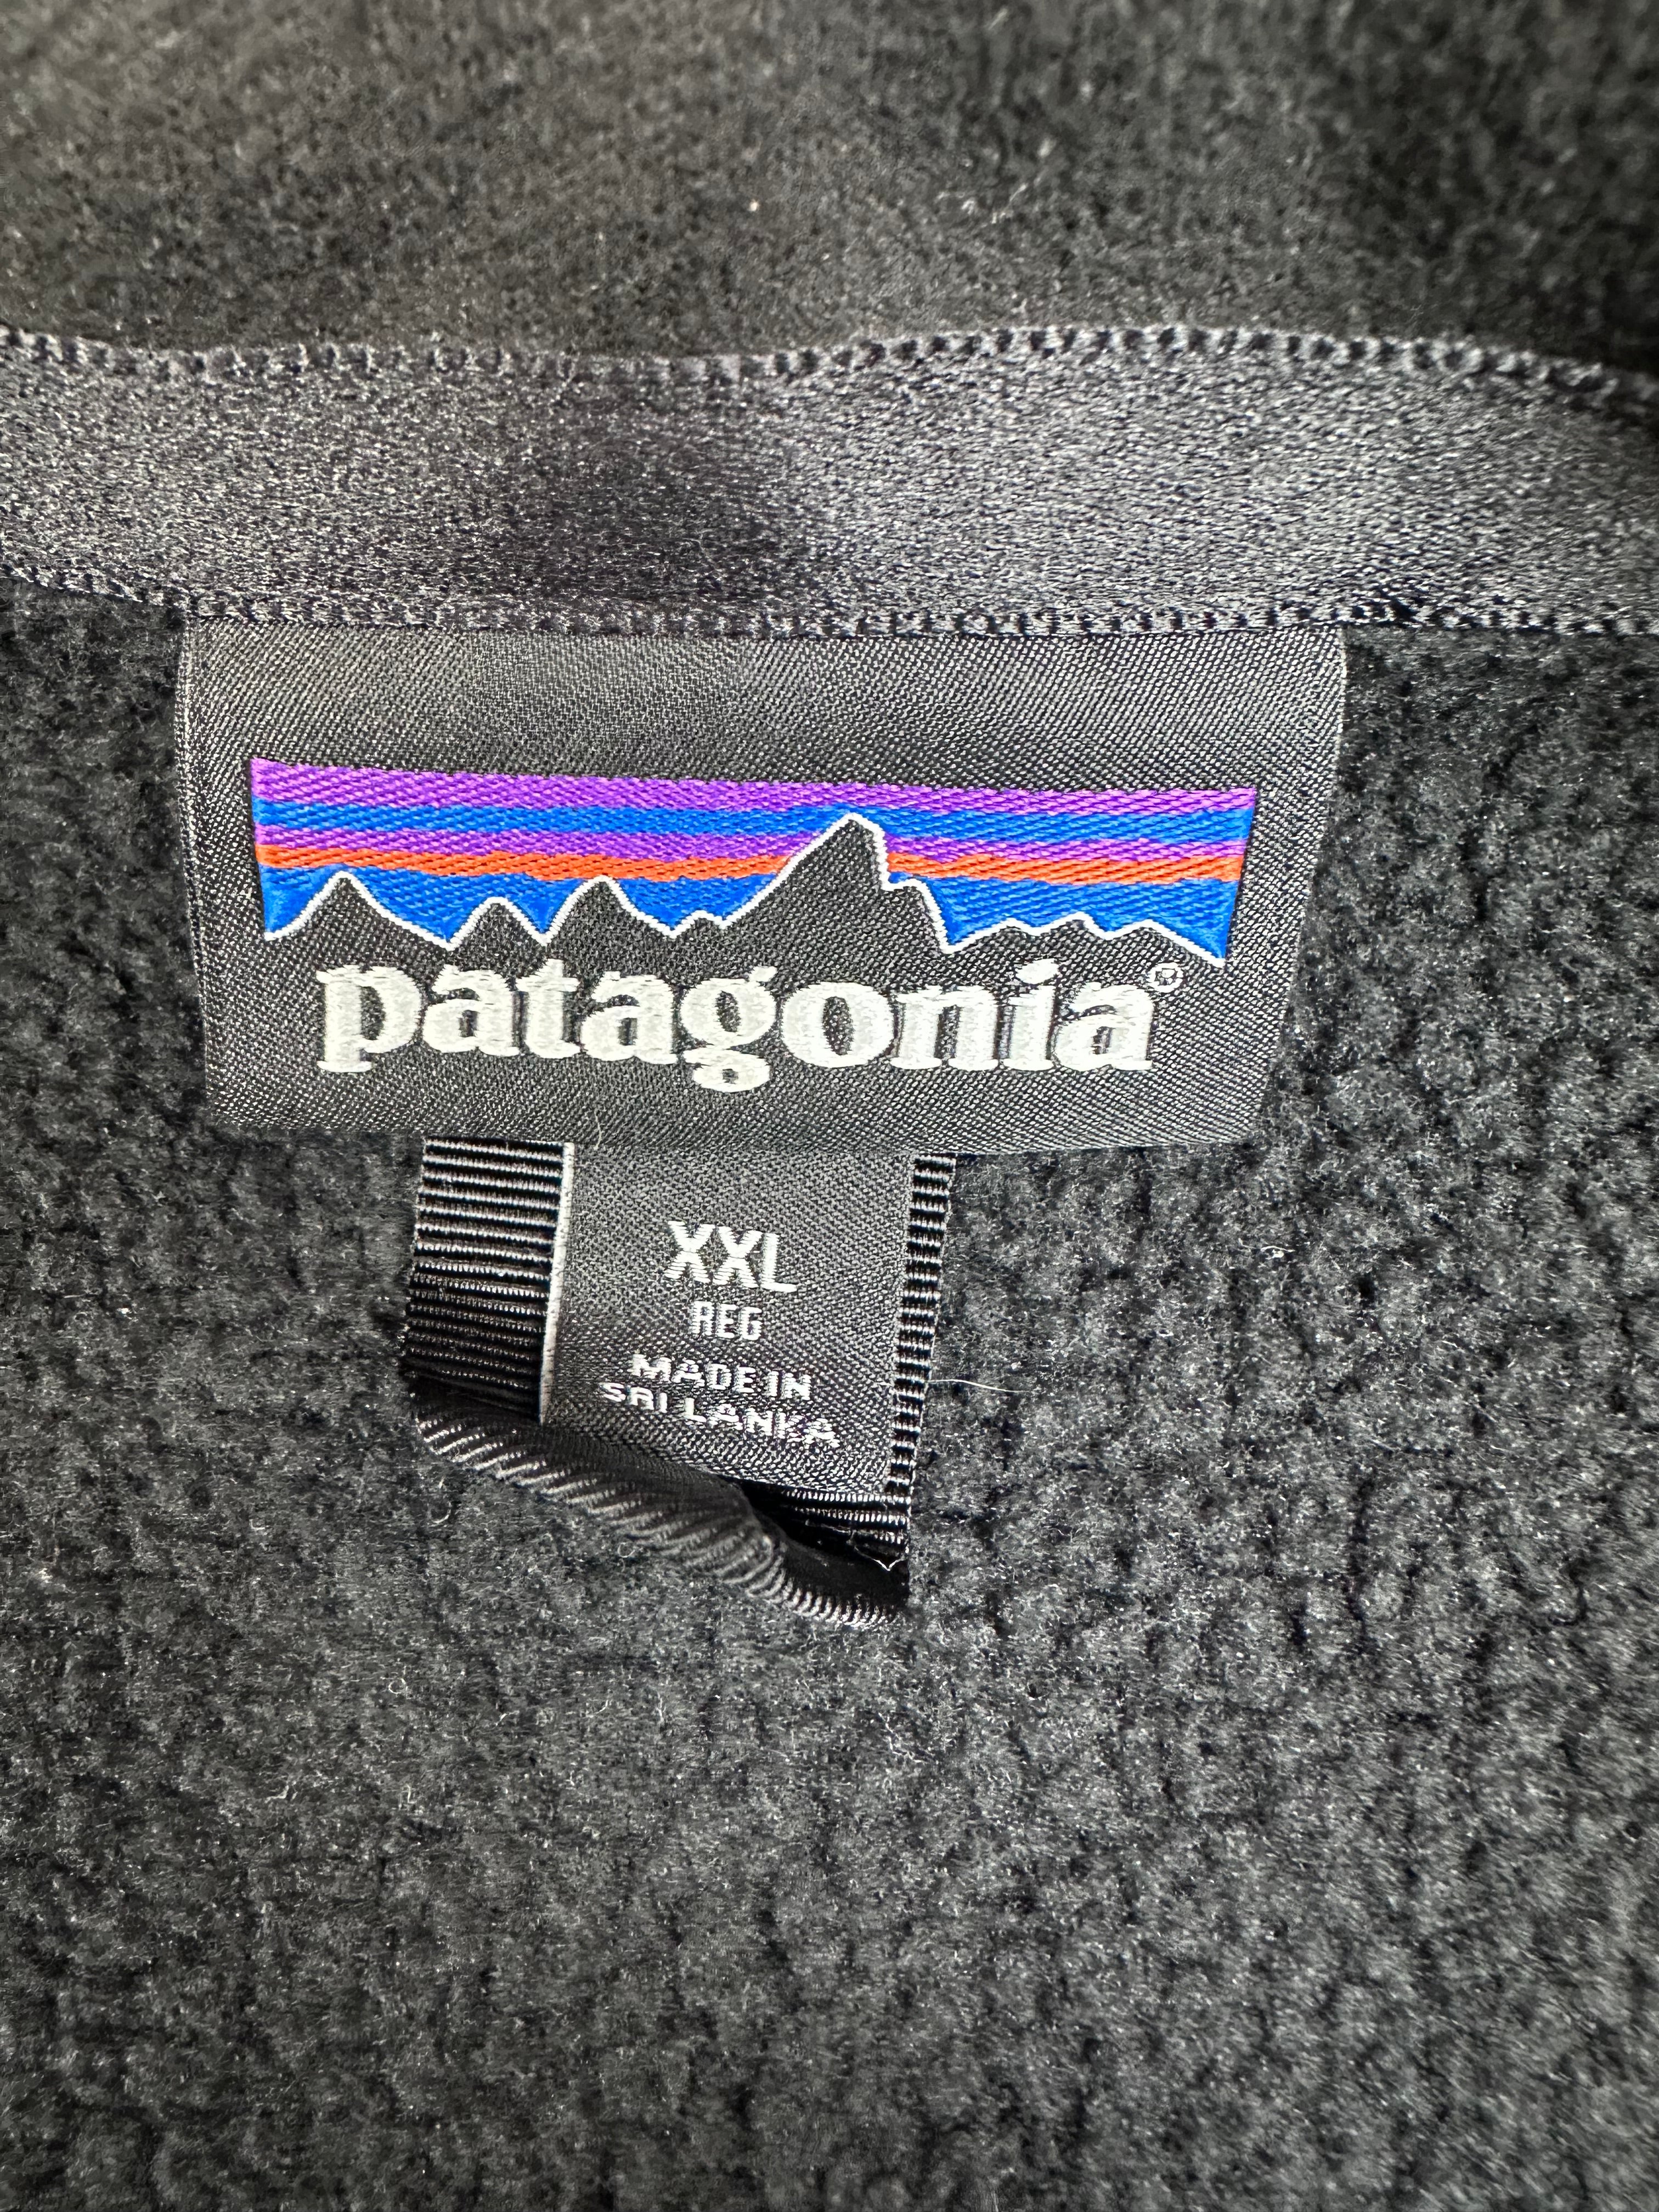 patagonia®
XXL
REG
MADE IN
SRI LANKA